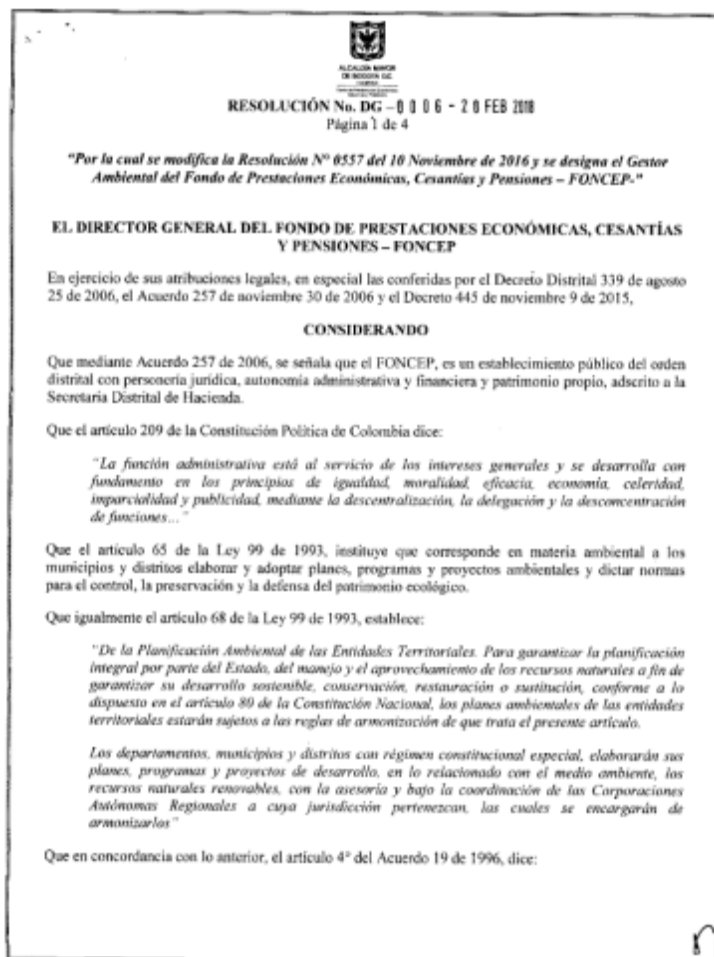 ALCALDÍA MAYOR
DE BOGOTÁ D.C.
RESOLUCIÓN No. DG -0006 - 20 FEB 2018
Página 1 de 4
"Por la cual se modifica la Resolución N° 0557 del 10 Noviembre de 2016 y se designa el Gestor
Ambiental del Fondo de Prestaciones Económicas, Cesantías y Pensiones – FONCEP-"
EL DIRECTOR GENERAL DEL FONDO DE PRESTACIONES ECONÓMICAS, CESANTÍAS
Y PENSIONES – FONCEP
En ejercicio de sus atribuciones legales, en especial las conferidas por el Decreto Distrital 339 de agosto
25 de 2006, el Acuerdo 257 de noviembre 30 de 2006 y el Decreto 445 de noviembre 9 de 2015,
CONSIDERANDO
Que mediante Acuerdo 257 de 2006, se señala que el FONCEP, es un establecimiento público del orden
distrital con personería jurídica, autonomía administrativa y financiera y patrimonio propio, adscrito a la
Secretaria Distrital de Hacienda.
Que el artículo 209 de la Constitución Política de Colombia dice:
"La función administrativa está al servicio de los intereses generales y se desarrolla con
fundamento en los principios de igualdad, moralidad, eficacia, economía, celeridad,
imparcialidad y publicidad, mediante la descentralización, la delegación y la desconcentración
de funciones..."
Que el artículo 65 de la Ley 99 de 1993, instituye que corresponde en materia ambiental a los
municipios y distritos elaborar y adoptar planes, programas y proyectos ambientales y dictar normas
para el control, la preservación y la defensa del patrimonio ecológico.
Que igualmente el artículo 68 de la Ley 99 de 1993, establece:
"De la Planificación Ambiental de las Entidades Territoriales. Para garantizar la planificación
integral por parte del Estado, del manejo y el aprovechamiento de los recursos naturales a fin de
garantizar su desarrollo sostenible, conservación, restauración o sustitución, conforme a lo
dispuesto en el artículo 80 de la Constitución Nacional, los planes ambientales de las entidades
territoriales estarán sujetos a las reglas de armonización de que trata el presente artículo.
Los departamentos, municipios y distritos con régimen constitucional especial, elaborarán sus
planes, programas y proyectos de desarrollo, en lo relacionado con el medio ambiente, los
recursos naturales renovables, con la asesoría y bajo la coordinación de las Corporaciones
Autónomas Regionales a cuya jurisdicción pertenezcan, las cuales se encargarán de
armonizarlos"
Que en concordancia con lo anterior, el artículo 4° del Acuerdo 19 de 1996, dice: